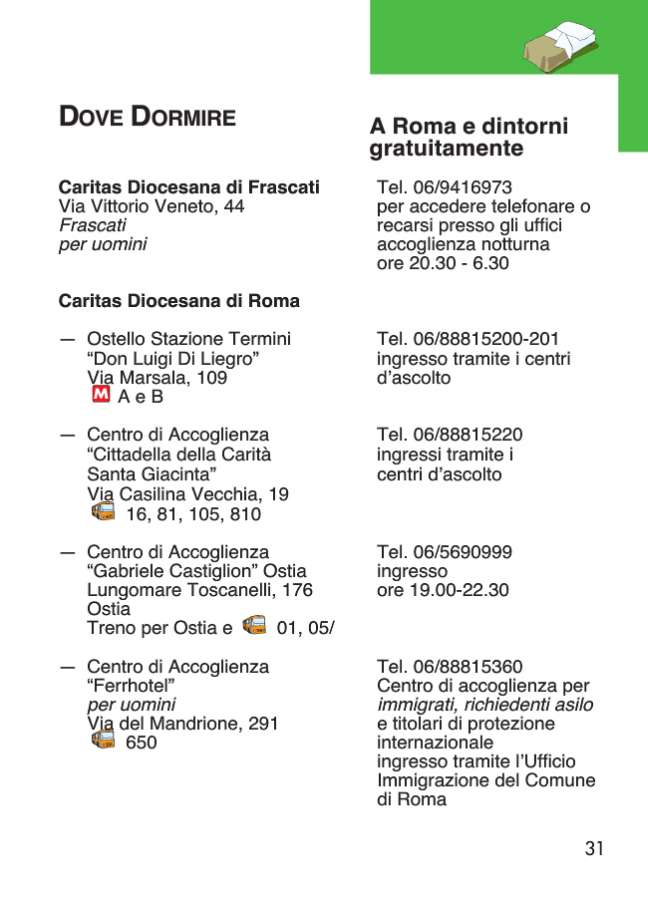 DOVE DORMIRE
A Roma e dintorni
gratuitamente
Caritas Diocesana di Frascati
Via Vittorio Veneto, 44
Frascati
per uomini
Tel. 06/9416973
per accedere telefonare o
recarsi presso gli uffici
accoglienza notturna
ore 20.30 - 6.30
Caritas Diocesana di Roma
— Ostello Stazione Termini
“Don Luigi Di Liegro”
Via Marsala, 109
M A e B
Tel. 06/88815200-201
ingresso tramite i centri
d’ascolto
— Centro di Accoglienza
“Cittadella della Carità
Santa Giacinta”
Via Casilina Vecchia, 19
16, 81, 105, 810
Tel. 06/88815220
ingressi tramite i
centri d’ascolto
— Centro di Accoglienza
“Gabriele Castiglion” Ostia
Lungomare Toscanelli, 176
Ostia
Treno per Ostia e 01, 05/
Tel. 06/5690999
ingresso
ore 19.00-22.30
— Centro di Accoglienza
“Ferrhotel”
per uomini
Via del Mandrione, 291
650
Tel. 06/88815360
Centro di accoglienza per
immigrati, richiedenti asilo
e titolari di protezione
internazionale
ingresso tramite l’Ufficio
Immigrazione del Comune
di Roma
31